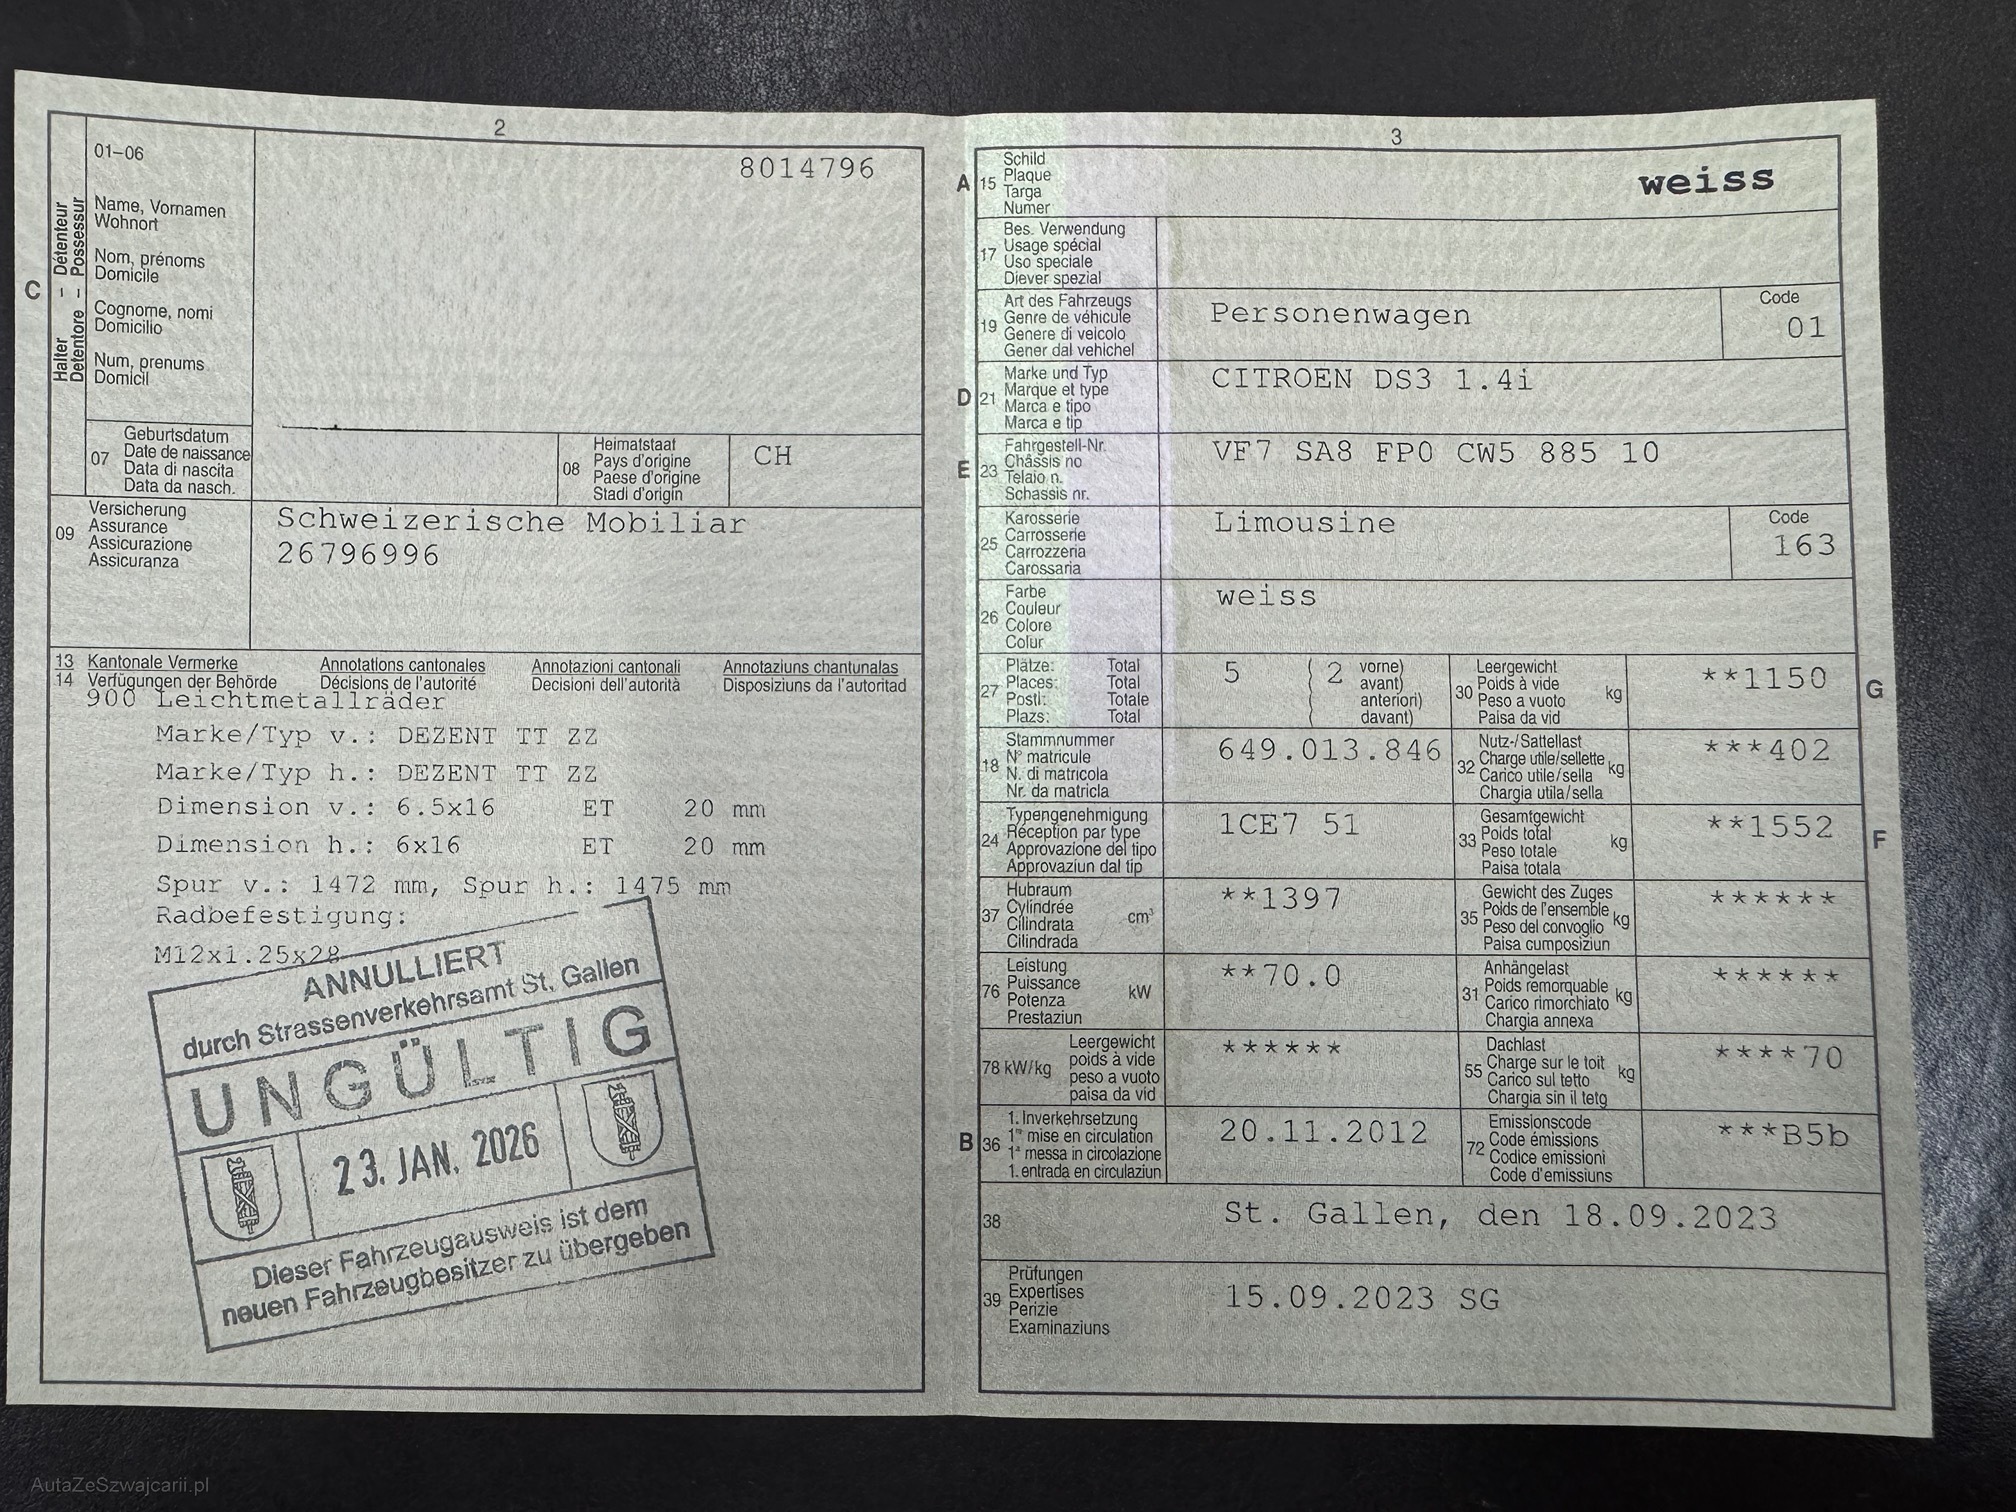 2
01–06
8014796
Name, Vornamen
Wohnort
Nom, prénoms
Domicile
Cognome, nomi
Domicilio
Num, prenums
Domicil
C
Halter – Détenteur
Detentore – Possessur
07
Geburtsdatum
Date de naissance
Data di nascita
Data da nasch.
08
Heimatstaat
Pays d'origine
Paese d'origine
Stadi d'origin
CH
09
Versicherung
Assurance
Assicurazione
Assicuranza
Schweizerische Mobiliar
26796996
13 Kantonale Vermerke Annotations cantonales Annotazioni cantonali Annotaziuns chantunalas
14 Verfügungen der Behörde Décisions de l'autorité Decisioni dell'autorità Disposiziuns da l'autoritad
900 Leichtmetallräder
Marke/Typ v.: DEZENT TT ZZ
Marke/Typ h.: DEZENT TT ZZ
Dimension v.: 6.5x16 ET 20 mm
Dimension h.: 6x16 ET 20 mm
Spur v.: 1472 mm, Spur h.: 1475 mm
Radbefestigung:
M12x1.25x28
ANNULLIERT
durch Strassenverkehrsamt St. Gallen
UNGÜLTIG
23. JAN. 2026
Dieser Fahrzeugausweis ist dem
neuen Fahrzeugbesitzer zu übergeben
3
A 15
Schild
Plaque
Targa
Numer
weiss
17
Bes. Verwendung
Usage spécial
Uso speciale
Diever spezial
19
Art des Fahrzeugs
Genre de véhicule
Genere di veicolo
Gener dal vehichel
Personenwagen
Code
01
D 21
Marke und Typ
Marque et type
Marca e tipo
Marca e tip
CITROEN DS3 1.4i
E 23
Fahrgestell-Nr.
Châssis no
Telaio n.
Schassis nr.
VF7 SA8 FP0 CW5 885 10
25
Karosserie
Carrosserie
Carrozzeria
Carossaria
Limousine
Code
163
26
Farbe
Couleur
Colore
Colur
weiss
27
Plätze: Total
Places: Total
Posti: Totale
Plazs: Total
5 ( 2 vorne)
avant)
anteriori)
davant)
30
Leergewicht
Poids à vide
Peso a vuoto
Paisa da vid
kg
**1150
G
18
Stammnummer
N° matricule
N. di matricola
Nr. da matricla
649.013.846
32
Nutz-/Sattellast
Charge utile/sellette
Carico utile/sella
Chargia utila/sella
kg
***402
24
Typengenehmigung
Réception par type
Approvazione del tipo
Approvaziun dal tip
1CE7 51
33
Gesamtgewicht
Poids total
Peso totale
Paisa totala
kg
**1552
F
37
Hubraum
Cylindrée
Cilindrata
Cilindrada
cm³
**1397
35
Gewicht des Zuges
Poids de l'ensemble
Peso del convoglio
Paisa cumposiziun
kg
******
76
Leistung
Puissance
Potenza
Prestaziun
kW
**70.0
31
Anhängelast
Poids remorquable
Carico rimorchiato
Chargia annexa
kg
******
78 kW/kg
Leergewicht
poids à vide
peso a vuoto
paisa da vid
******
55
Dachlast
Charge sur le toit
Carico sul tetto
Chargia sin il tetg
kg
****70
B 36
1. Inverkehrsetzung
1re mise en circulation
1a messa in circolazione
1. entrada en circulaziun
20.11.2012
72
Emissionscode
Code émissions
Codice emissioni
Code d'emissiuns
***B5b
38
St. Gallen, den 18.09.2023
39
Prüfungen
Expertises
Perizie
Examinaziuns
15.09.2023 SG
AutaZeSzwajcarii.pl